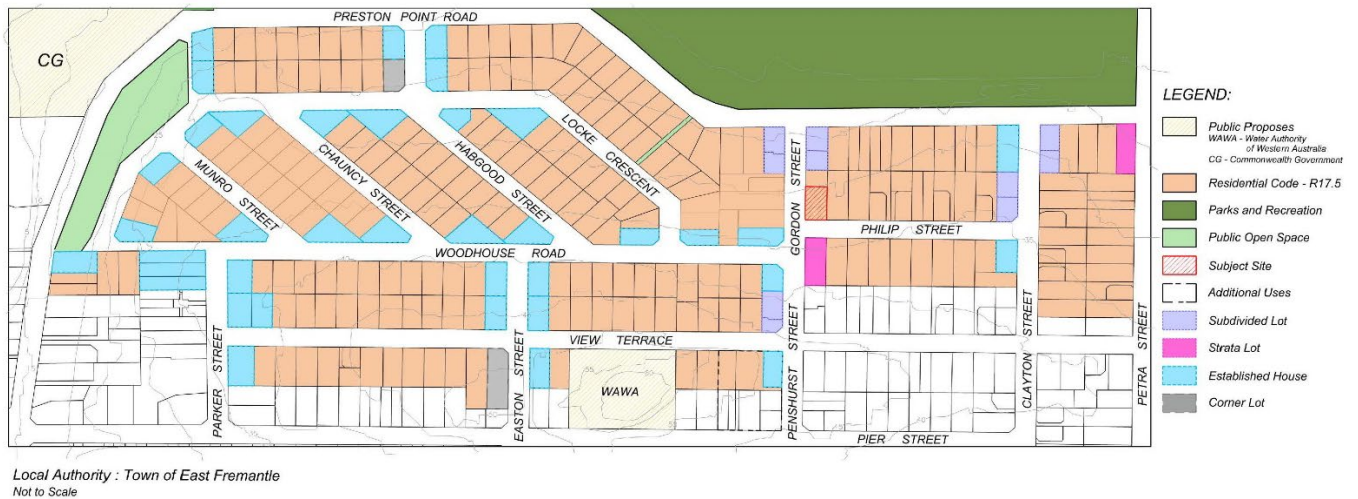 PRESTON POINT ROAD
CG
LOCKE CRESCENT
HABGOOD STREET
CHAUNCY STREET
MUNRO STREET
GORDON STREET
PHILIP STREET
WOODHOUSE ROAD
VIEW TERRACE
PARKER STREET
EASTON STREET
WAWA
PENSHURST STREET
CLAYTON STREET
PETRA STREET
PIER STREET
LEGEND:
Public Proposes
WAWA - Water Authority
of Western Australia
CG - Commonwealth Government
Residential Code - R17.5
Parks and Recreation
Public Open Space
Subject Site
Additional Uses
Subdivided Lot
Strata Lot
Established House
Corner Lot
Local Authority : Town of East Fremantle
Not to Scale